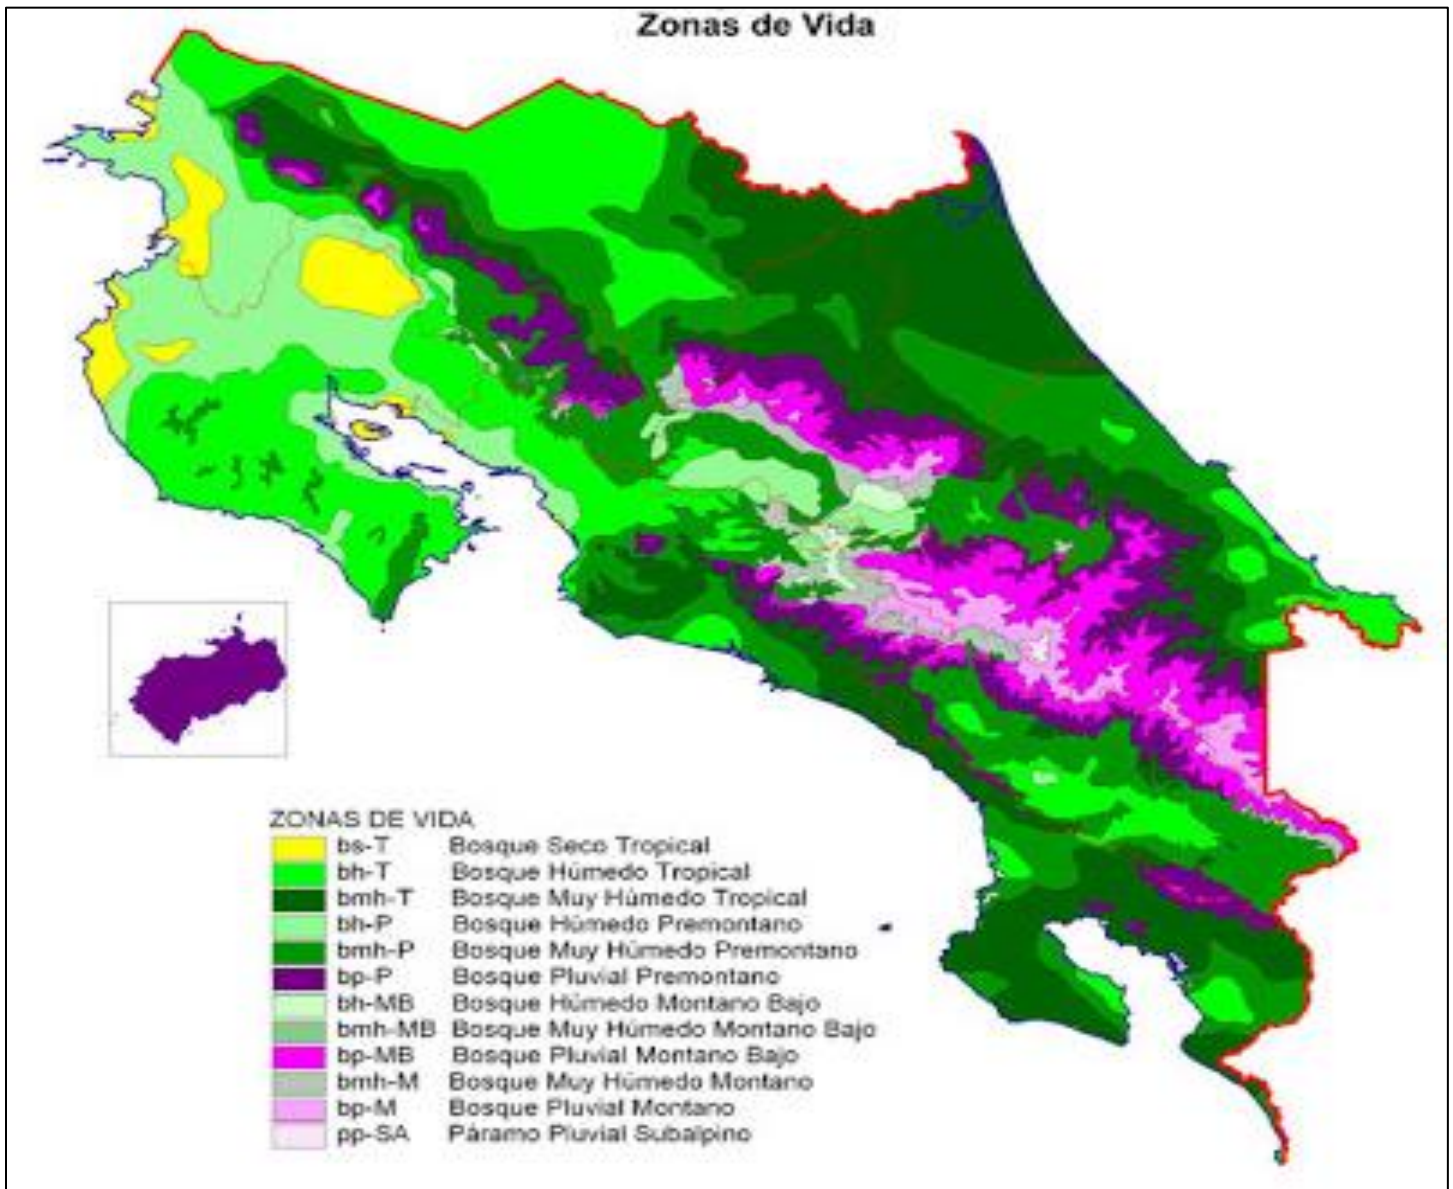 Zonas de Vida
ZONAS DE VIDA
bs-T Bosque Seco Tropical
bh-T Bosque Húmedo Tropical
bmh-T Bosque Muy Húmedo Tropical
bh-P Bosque Húmedo Premontano
bmh-P Bosque Muy Húmedo Premontano
bp-P Bosque Pluvial Premontano
bh-MB Bosque Húmedo Montano Bajo
bmh-MB Bosque Muy Húmedo Montano Bajo
bp-MB Bosque Pluvial Montano Bajo
bmh-M Bosque Muy Húmedo Montano
bp-M Bosque Pluvial Montano
pp-SA Páramo Pluvial Subalpino